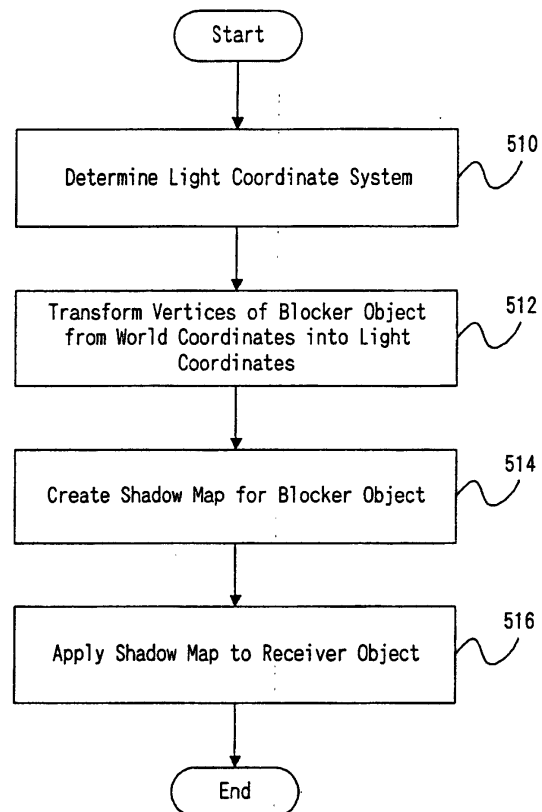 Start
Determine Light Coordinate System
510
Transform Vertices of Blocker Object
from World Coordinates into Light
Coordinates
512
Create Shadow Map for Blocker Object
514
Apply Shadow Map to Receiver Object
516
End